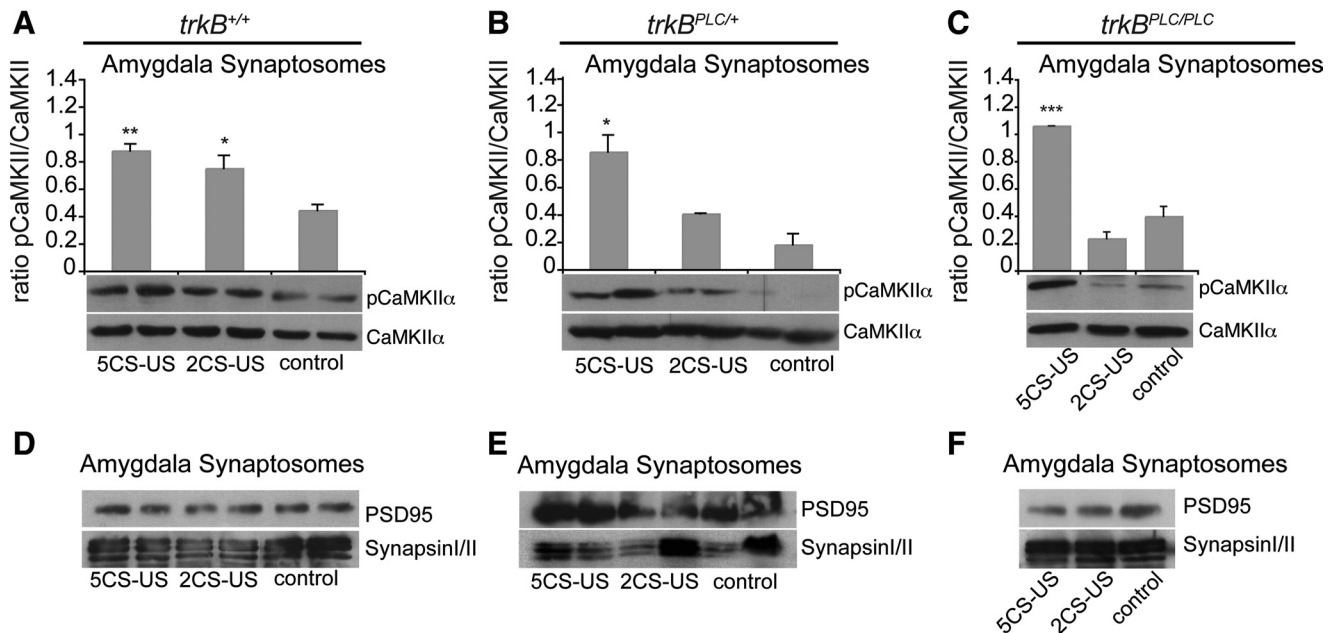 A
trkB+/+
Amygdala Synaptosomes
ratio pCaMKII/CaMKII
1.4
1.2
1
0.8
0.6
0.4
0.2
0
**
*
pCaMKIIα
CaMKIIα
5CS-US 2CS-US control
B
trkBPLC/+
Amygdala Synaptosomes
ratio pCaMKII/CaMKII
1.4
1.2
1
0.8
0.6
0.4
0.2
0
*
pCaMKIIα
CaMKIIα
5CS-US 2CS-US control
C
trkBPLC/PLC
Amygdala Synaptosomes
ratio pCaMKII/CaMKII
1.4
1.2
1
0.8
0.6
0.4
0.2
0
***
pCaMKIIα
CaMKIIα
5CS-US 2CS-US control
D
Amygdala Synaptosomes
PSD95
SynapsinI/II
5CS-US 2CS-US control
E
Amygdala Synaptosomes
PSD95
SynapsinI/II
5CS-US 2CS-US control
F
Amygdala Synaptosomes
PSD95
SynapsinI/II
5CS-US 2CS-US control